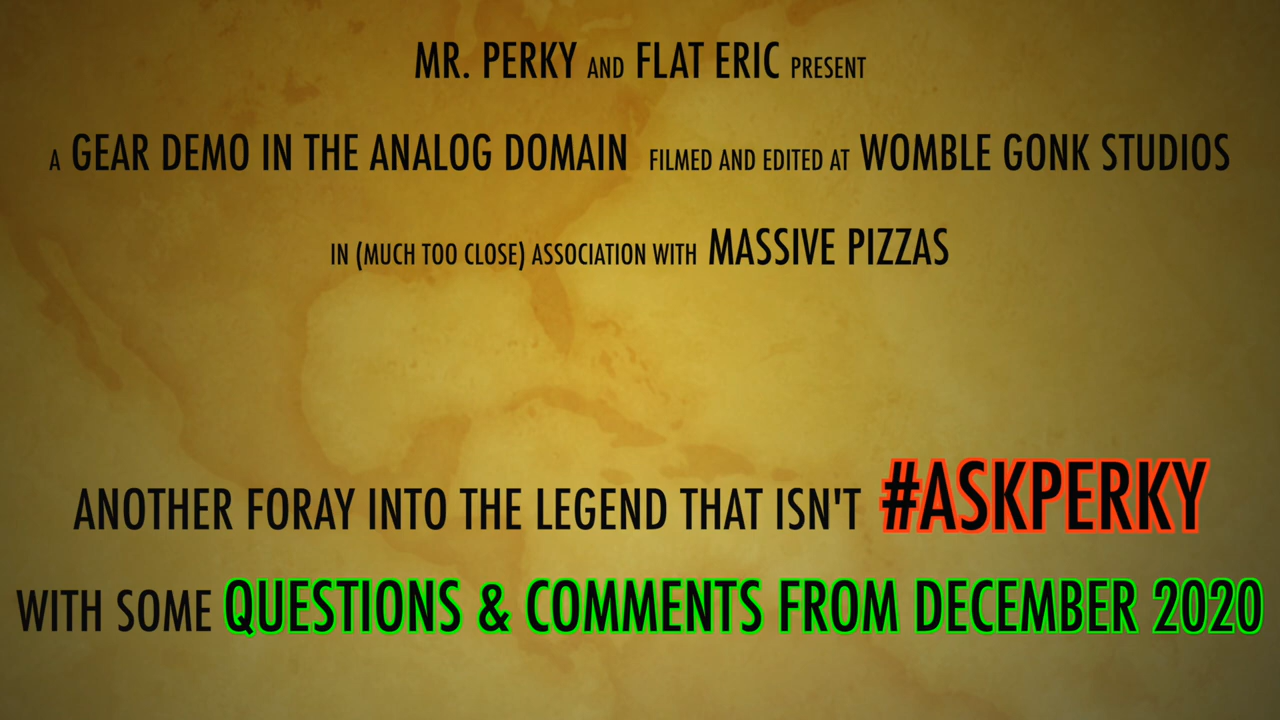 MR. PERKY AND FLAT ERIC PRESENT
A GEAR DEMO IN THE ANALOG DOMAIN FILMED AND EDITED AT WOMBLE GONK STUDIOS
IN (MUCH TOO CLOSE) ASSOCIATION WITH MASSIVE PIZZAS
ANOTHER FORAY INTO THE LEGEND THAT ISN'T #ASKPERKY
WITH SOME QUESTIONS & COMMENTS FROM DECEMBER 2020